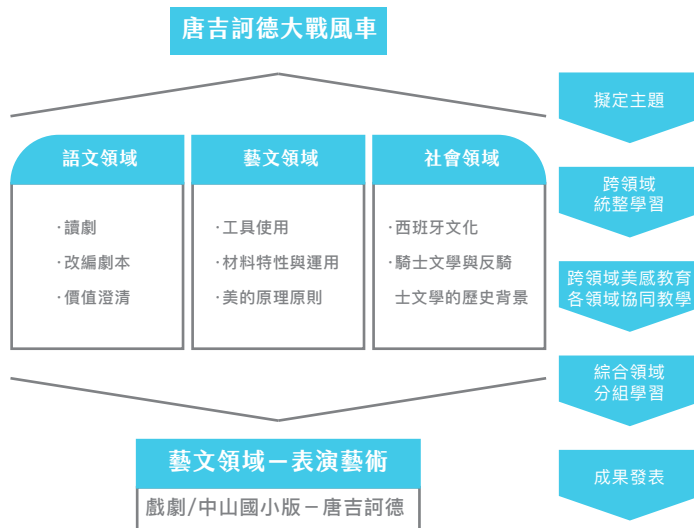 唐吉訶德大戰風車
語文領域
·讀劇
·改編劇本
·價值澄清
藝文領域
·工具使用
·材料特性與運用
·美的原理原則
社會領域
·西班牙文化
·騎士文學與反騎
士文學的歷史背景
藝文領域－表演藝術
戲劇/中山國小版－唐吉訶德
擬定主題
跨領域
統整學習
跨領域美感教育
各領域協同教學
綜合領域
分組學習
成果發表